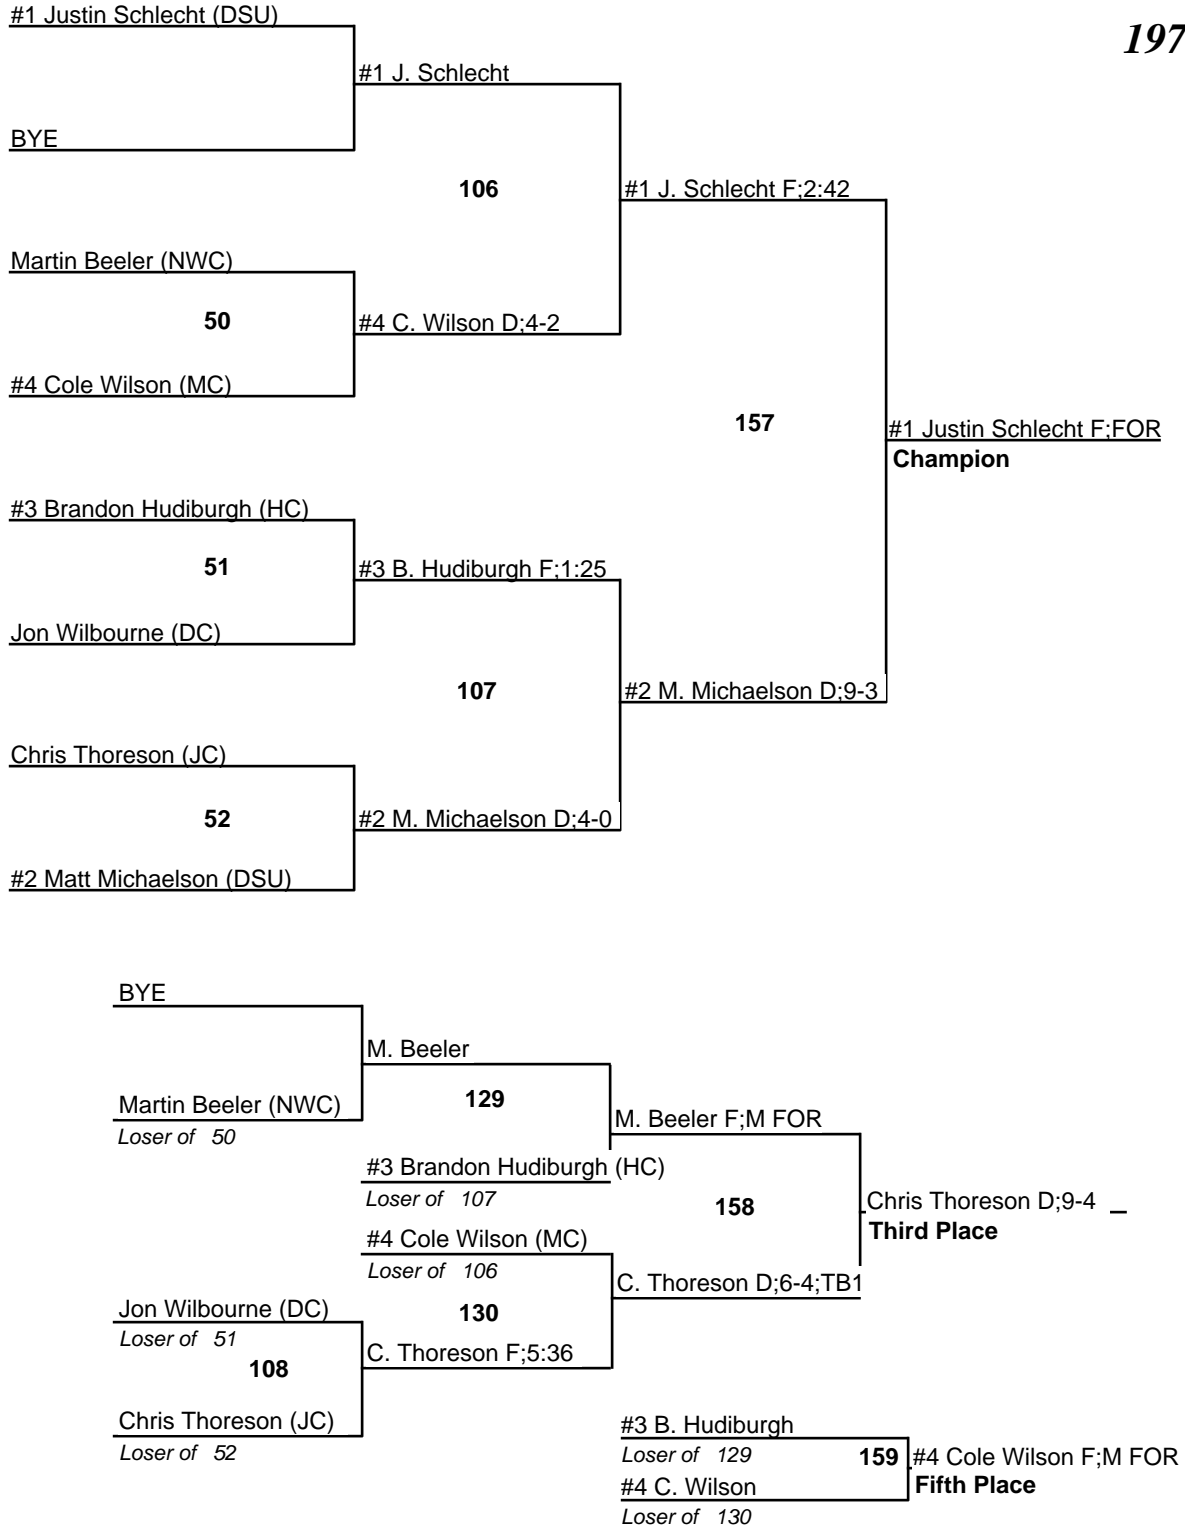 #1 Justin Schlecht (DSU)
197
#1 J. Schlecht
BYE
106
#1 J. Schlecht F;2:42
Martin Beeler (NWC)
50
#4 C. Wilson D;4-2
#4 Cole Wilson (MC)
157
#1 Justin Schlecht F;FOR
Champion
#3 Brandon Hudiburgh (HC)
51
#3 B. Hudiburgh F;1:25
Jon Wilbourne (DC)
107
#2 M. Michaelson D;9-3
Chris Thoreson (JC)
52
#2 M. Michaelson D;4-0
#2 Matt Michaelson (DSU)
BYE
M. Beeler
129
Martin Beeler (NWC)
Loser of 50
M. Beeler F;M FOR
#3 Brandon Hudiburgh (HC)
Loser of 107
158
Chris Thoreson D;9-4
Third Place
#4 Cole Wilson (MC)
Loser of 106
C. Thoreson D;6-4;TB1
Jon Wilbourne (DC)
130
Loser of 51
C. Thoreson F;5:36
108
Chris Thoreson (JC)
Loser of 52
#3 B. Hudiburgh
Loser of 129
159
#4 Cole Wilson F;M FOR
Fifth Place
#4 C. Wilson
Loser of 130